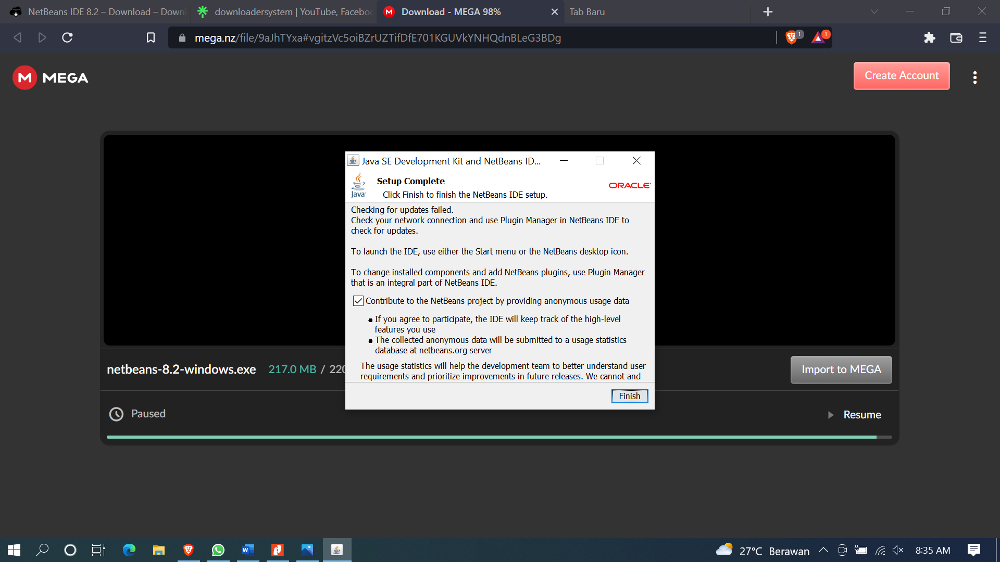 NetBeans IDE 8.2 – Download – Downl
downloadersystem | YouTube, Faceboo
Download - MEGA 98%
Tab Baru
mega.nz/file/9aJhTYxa#vgitzVc5oiBZrUZTifDfE701KGUVkYNHQdnBLeG3BDg
1
1
MEGA
Create Account
Java SE Development Kit and NetBeans ID...
Java
Setup Complete
ORACLE
Click Finish to finish the NetBeans IDE setup.
Checking for updates failed.
Check your network connection and use Plugin Manager in NetBeans IDE to
check for updates.
To launch the IDE, use either the Start menu or the NetBeans desktop icon.
To change installed components and add NetBeans plugins, use Plugin Manager
that is an integral part of NetBeans IDE.
Contribute to the NetBeans project by providing anonymous usage data
If you agree to participate, the IDE will keep track of the high-level
features you use
The collected anonymous data will be submitted to a usage statistics
database at netbeans.org server
The usage statistics will help the development team to better understand user
requirements and prioritize improvements in future releases. We cannot and
Finish
netbeans-8.2-windows.exe 217.0 MB / 220
Import to MEGA
Paused
Resume
27°C Berawan
8:35 AM